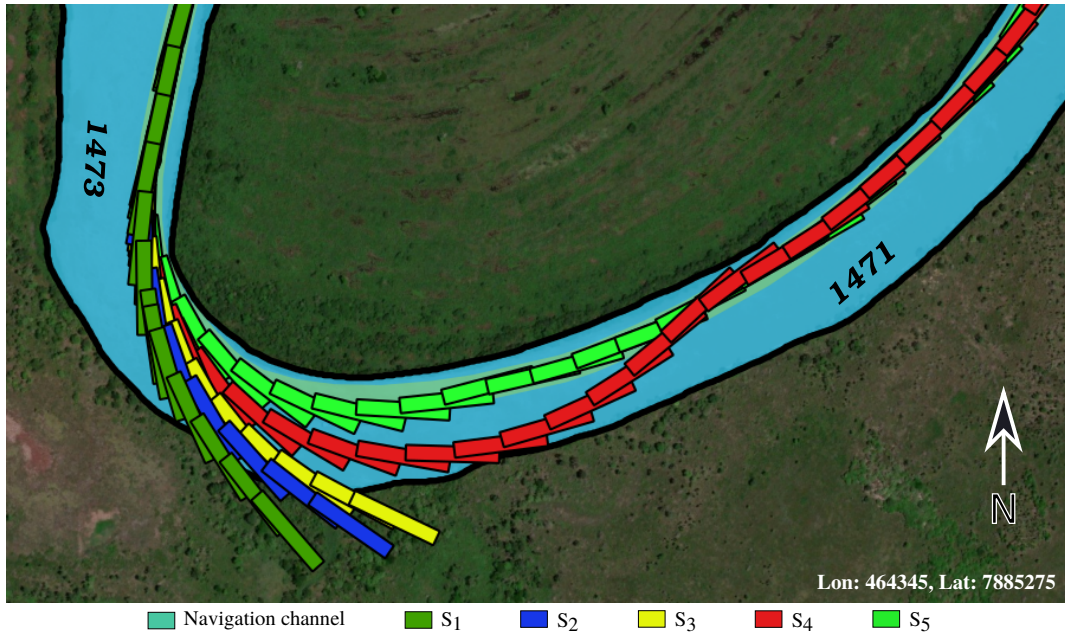 1473
1471
N
Lon: 464345, Lat: 7885275
Navigation channel S1 S2 S3 S4 S5